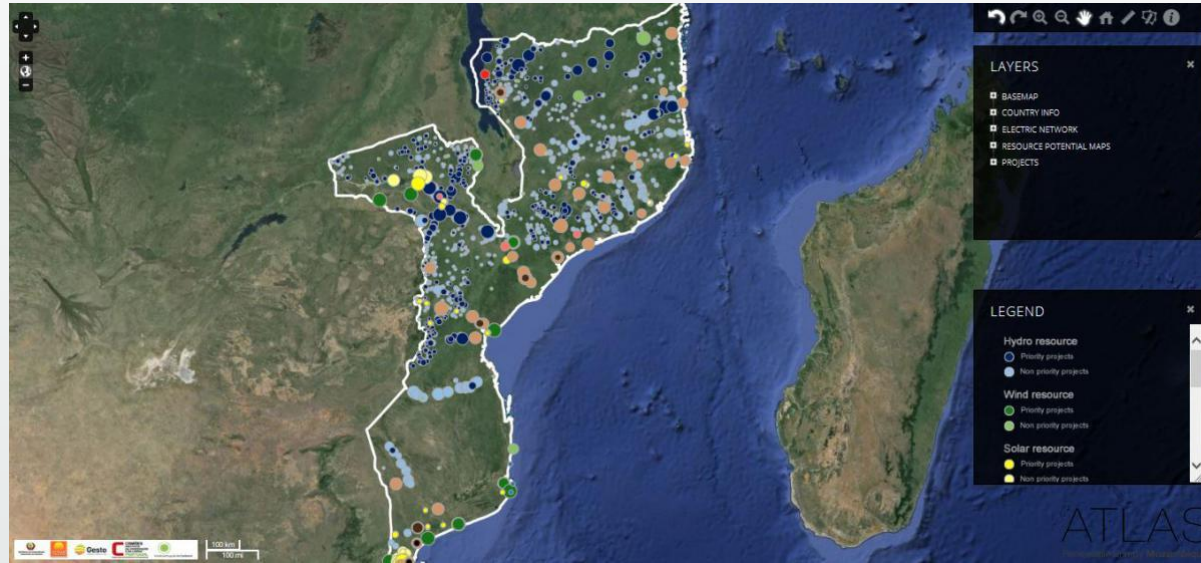 LAYERS
BASEMAP
COUNTRY INFO
ELECTRIC NETWORK
RESOURCE POTENTIAL MAPS
PROJECTS
LEGEND
Hydro resource
Priority projects
Non priority projects
Wind resource
Priority projects
Non priority projects
Solar resource
Priority projects
Non priority projects
Gesto
100 km
100 mi
ATLAS